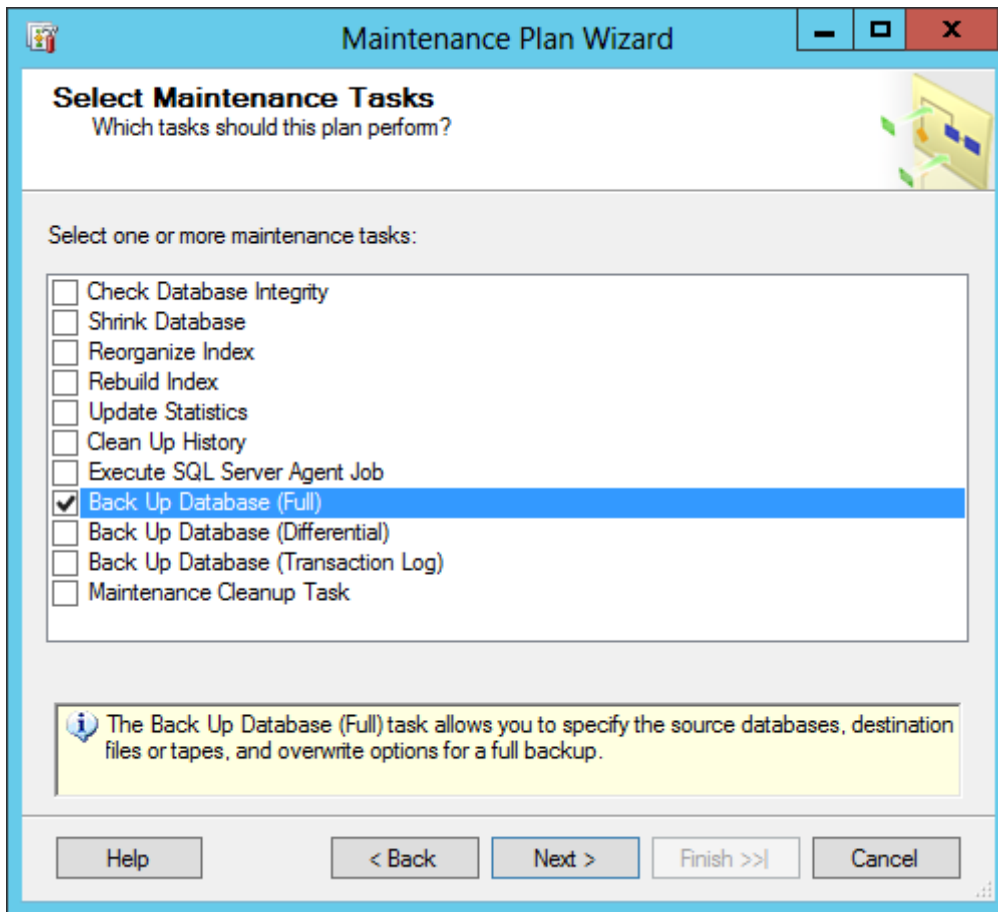 Maintenance Plan Wizard
Select Maintenance Tasks
Which tasks should this plan perform?
Select one or more maintenance tasks:
Check Database Integrity
Shrink Database
Reorganize Index
Rebuild Index
Update Statistics
Clean Up History
Execute SQL Server Agent Job
Back Up Database (Full)
Back Up Database (Differential)
Back Up Database (Transaction Log)
Maintenance Cleanup Task
The Back Up Database (Full) task allows you to specify the source databases, destination
files or tapes, and overwrite options for a full backup.
Help
< Back
Next >
Finish >>|
Cancel